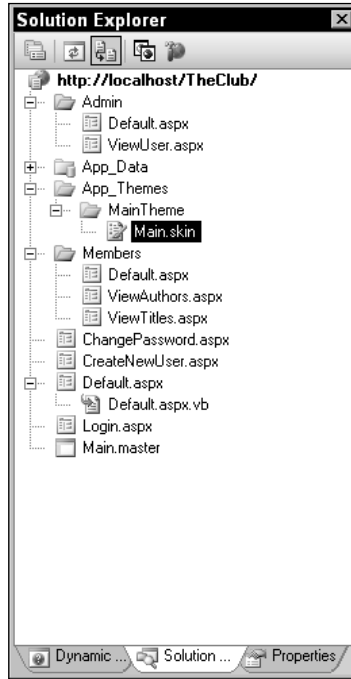 Solution Explorer
http://localhost/TheClub/
Admin
Default.aspx
ViewUser.aspx
App_Data
App_Themes
MainTheme
Main.skin
Members
Default.aspx
ViewAuthors.aspx
ViewTitles.aspx
ChangePassword.aspx
CreateNewUser.aspx
Default.aspx
Default.aspx.vb
Login.aspx
Main.master
Dynamic ... Solution ... Properties